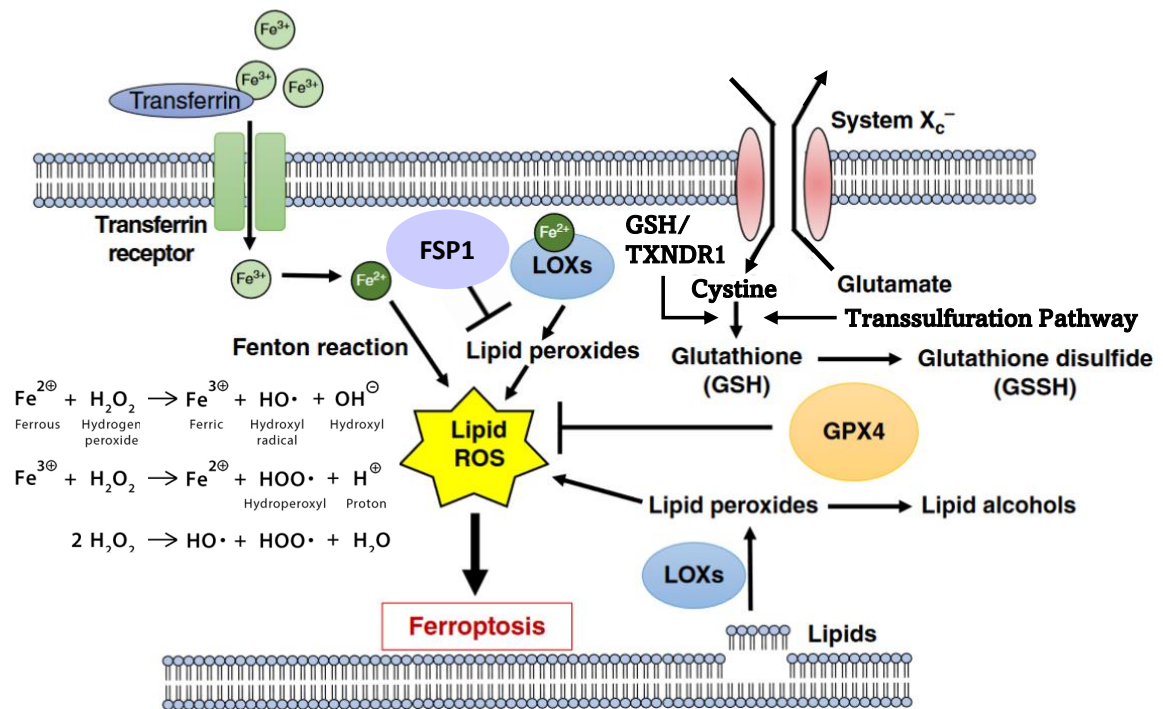 Fe³⁺
Fe³⁺
Fe³⁺
Transferrin
System Xc⁻
Transferrin
receptor
Fe³⁺
Fe²⁺
FSP1
Fe²⁺
LOXs
GSH/
TXNDR1
Cystine
Glutamate
Transsulfuration Pathway
Fenton reaction
Lipid peroxides
Glutathione
(GSH)
Glutathione disulfide
(GSSH)
Fe²⊕ + H₂O₂ → Fe³⊕ + HO• + OH⊖
Ferrous Hydrogen peroxide Ferric Hydroxyl radical Hydroxyl
Fe³⊕ + H₂O₂ → Fe²⊕ + HOO• + H⊕
Hydroperoxyl Proton
2 H₂O₂ → HO• + HOO• + H₂O
Lipid
ROS
GPX4
Lipid peroxides
Lipid alcohols
LOXs
Ferroptosis
Lipids